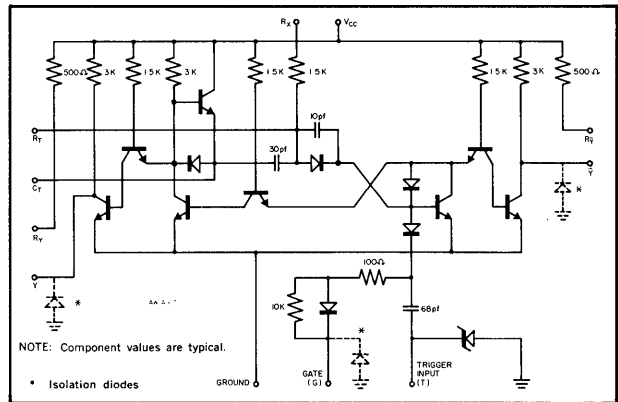 RX VCC
500Ω 3K 1.5K 3K 1.5K 1.5K 1.5K 3K 500Ω
10pf
RT
RȲ
30pf
Ȳ
CT
*
RY
100Ω
Y
10K
68pf
*
*
NOTE: Component values are typical.
* Isolation diodes
GROUND GATE (G) TRIGGER INPUT (T)